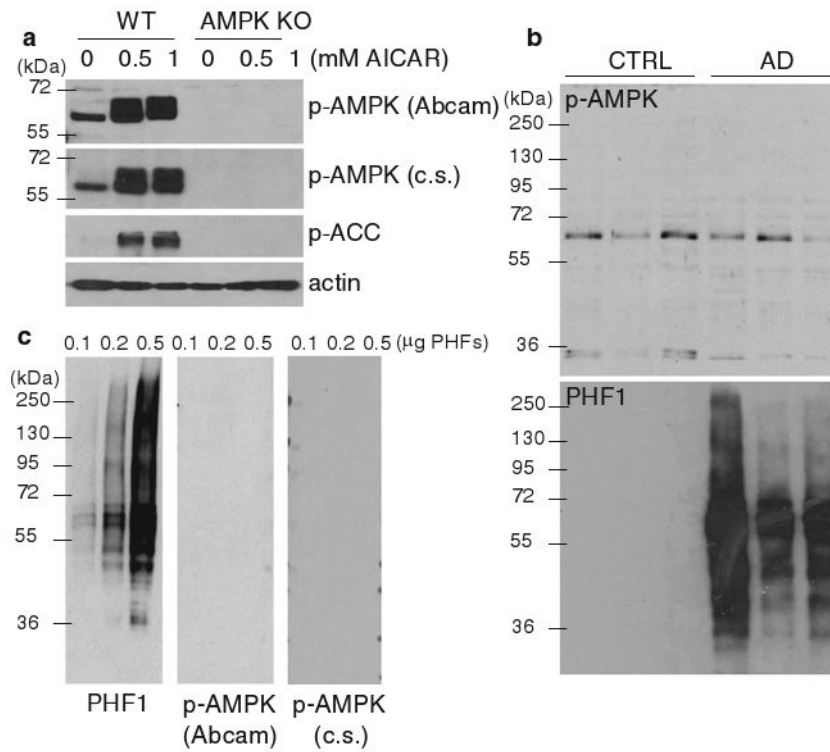 a
WT AMPK KO
0 0.5 1 0 0.5 1 (mM AICAR)
(kDa)
72
55
p-AMPK (Abcam)
72
55
p-AMPK (c.s.)
p-ACC
actin
b
CTRL AD
(kDa)
p-AMPK
250
130
95
72
55
36
PHF1
250
130
95
72
55
36
c
0.1 0.2 0.5 0.1 0.2 0.5 0.1 0.2 0.5 (μg PHFs)
(kDa)
250
130
95
72
55
36
PHF1
p-AMPK
(Abcam)
p-AMPK
(c.s.)